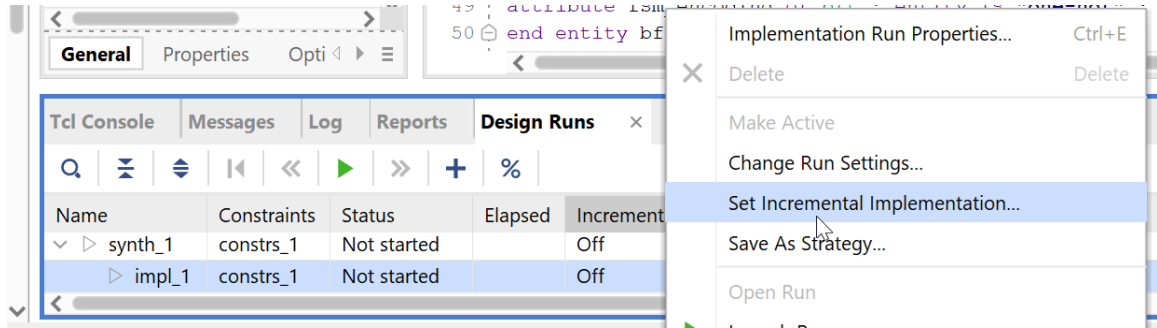 50 end entity bf
General Properties Opti
Tcl Console Messages Log Reports Design Runs
Name Constraints Status Elapsed Increment
synth_1 constrs_1 Not started Off
impl_1 constrs_1 Not started Off
Implementation Run Properties... Ctrl+E
Delete Delete
Make Active
Change Run Settings...
Set Incremental Implementation...
Save As Strategy...
Open Run